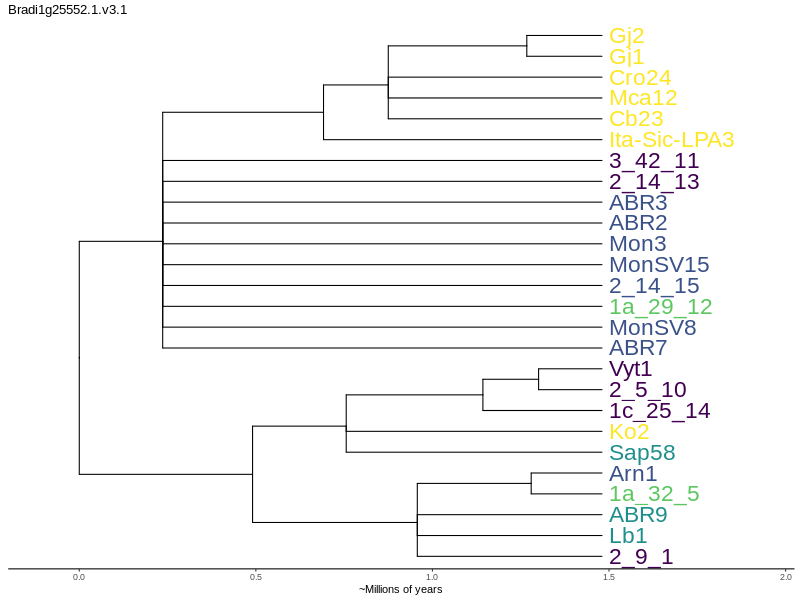 Bradi1g25552.1.v3.1
Gj2
Gj1
Cro24
Mca12
Cb23
Ita-Sic-LPA3
3_42_11
2_14_13
ABR3
ABR2
Mon3
MonSV15
2_14_15
1a_29_12
MonSV8
ABR7
Vyt1
2_5_10
1c_25_14
Ko2
Sap58
Arn1
1a_32_5
ABR9
Lb1
2_9_1
0.0 0.5 1.0 1.5 2.0
~Millions of years